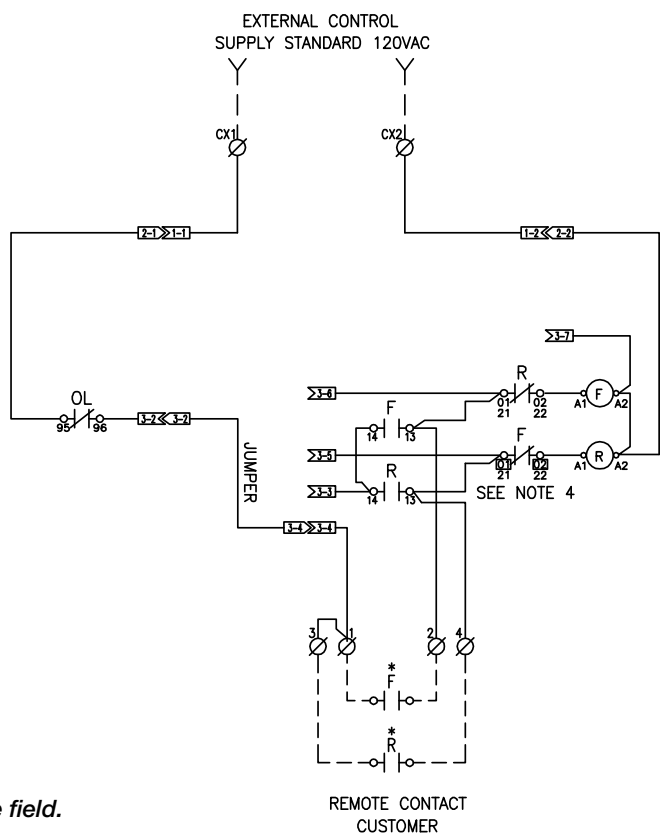 EXTERNAL CONTROL
SUPPLY STANDARD 120VAC
CX1
CX2
2-1 1-1
1-2 2-2
3-7
OL
95 96
3-2 3-2
JUMPER
3-6
R
01 02
21 22
A1 F A2
F
14 13
3-5
F
01 02
21 22
A1 R A2
3-3
R
14 13
SEE NOTE 4
3-4 3-4
3 1 2 4
*
F
*
R
e field.
REMOTE CONTACT
CUSTOMER